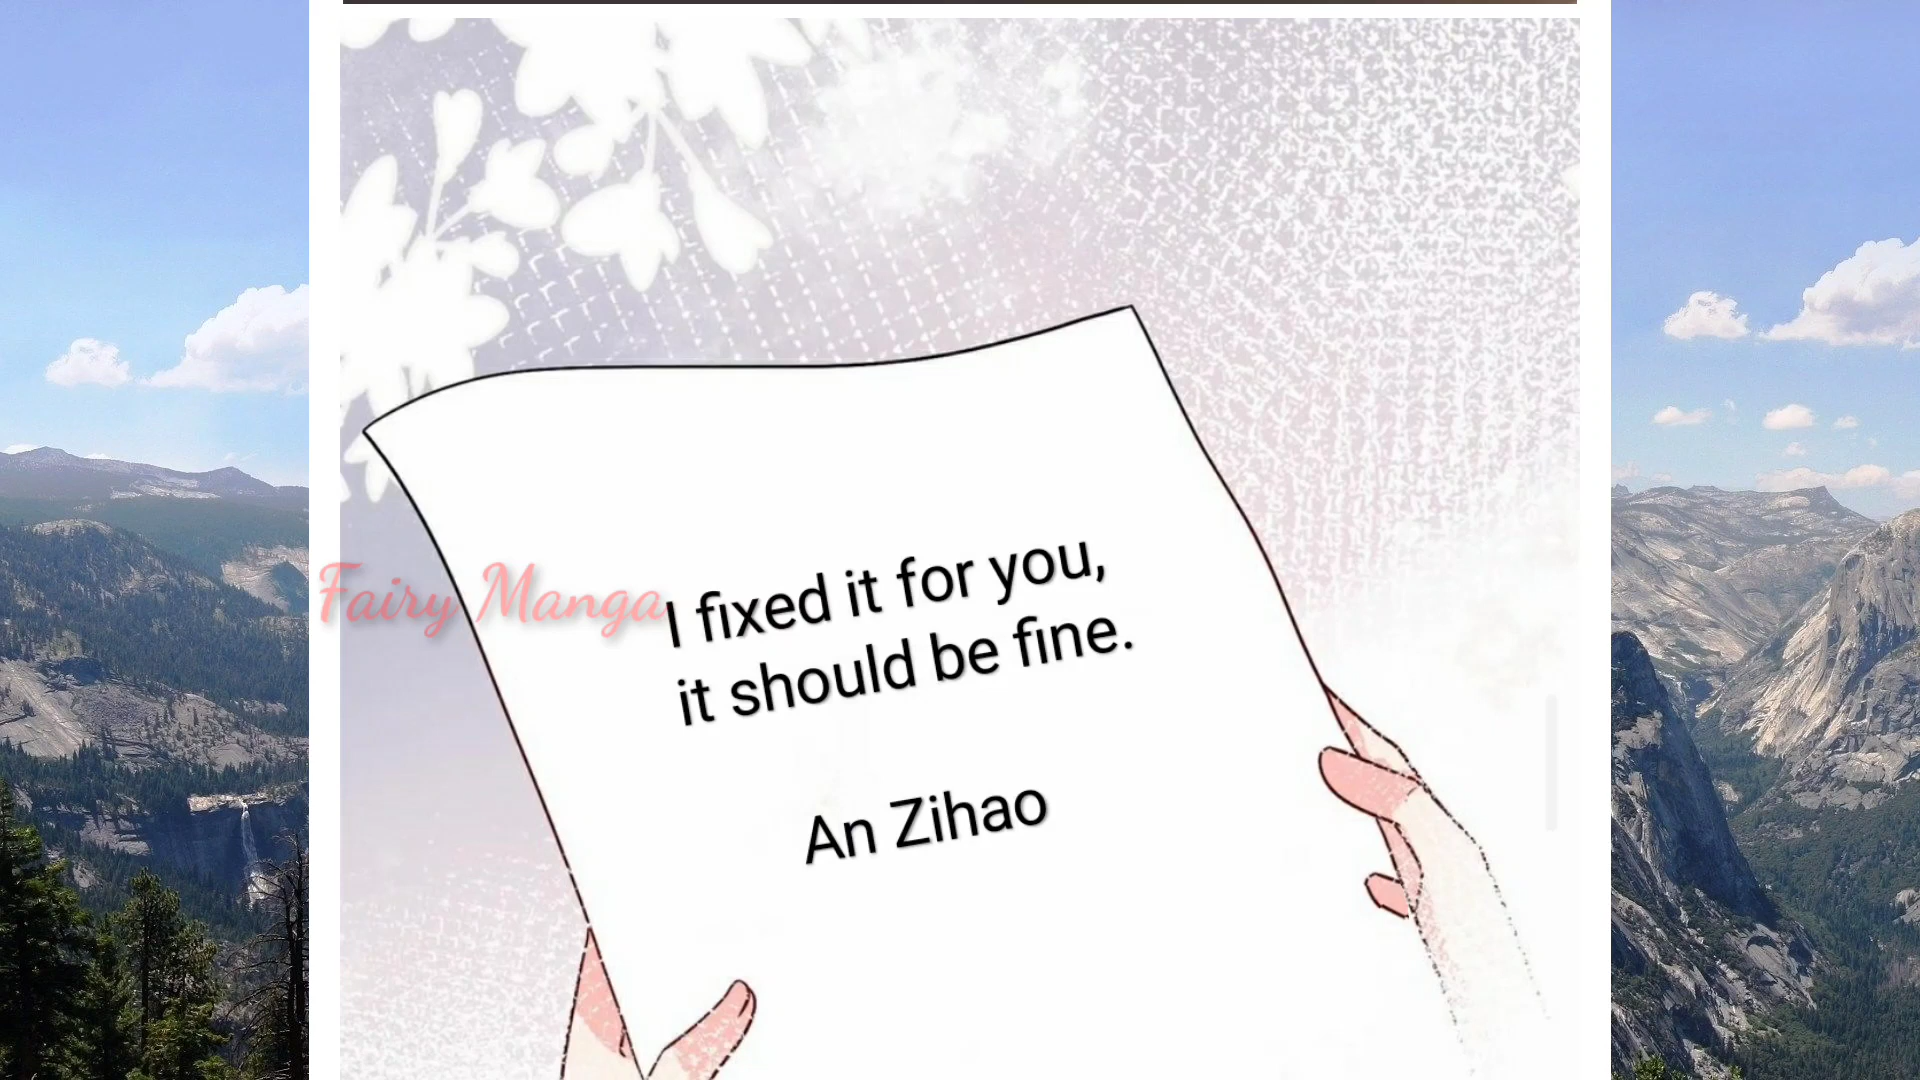 Fairy Manga
I fixed it for you,
it should be fine.
An Zihao